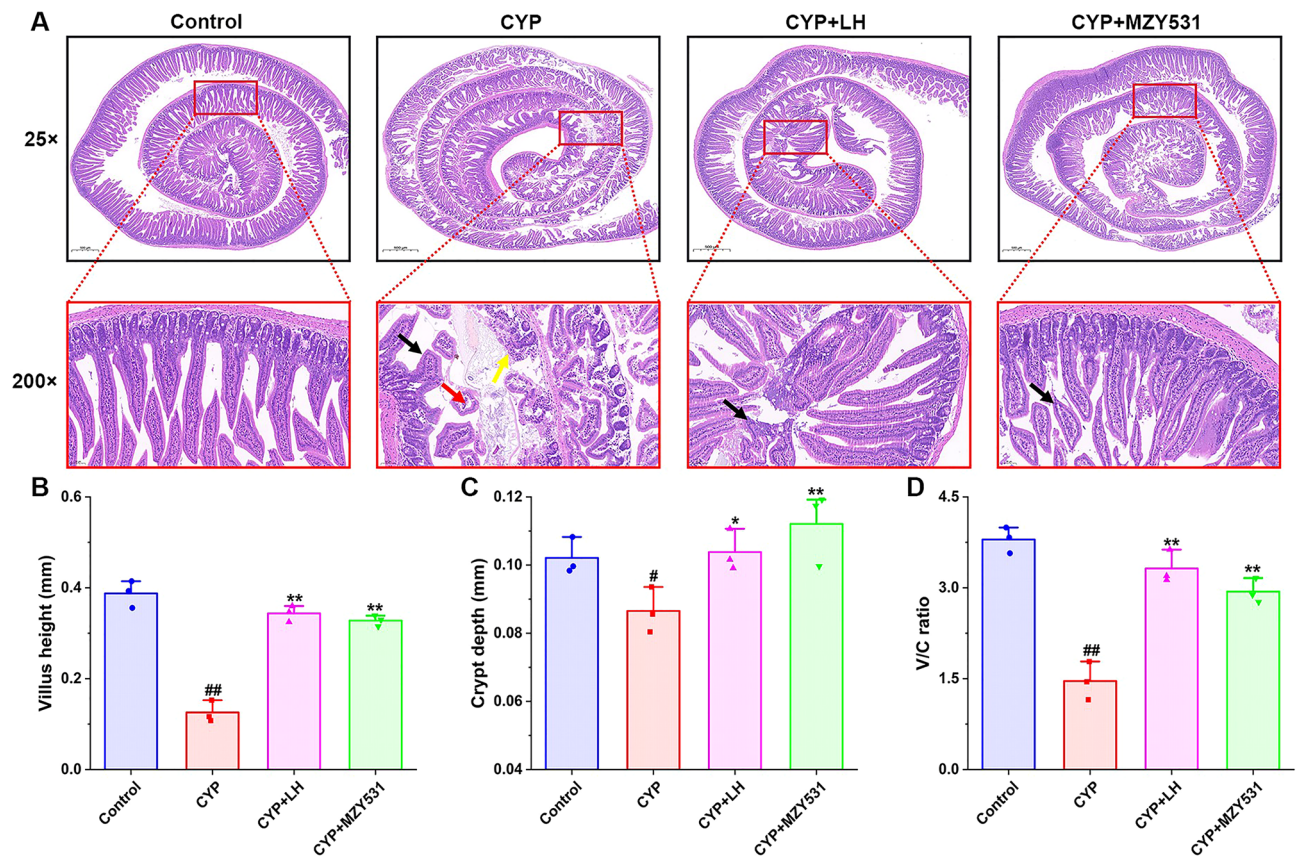 A
Control
CYP
CYP+LH
CYP+MZY531
25×
200×
B
Villus height (mm)
0.6
0.4
0.2
0.0
##
**
**
Control
CYP
CYP+LH
CYP+MZY531
C
Crypt depth (mm)
0.12
0.10
0.08
0.06
0.04
#
*
**
Control
CYP
CYP+LH
CYP+MZY531
D
V/C ratio
4.5
3.0
1.5
0.0
##
**
**
Control
CYP
CYP+LH
CYP+MZY531